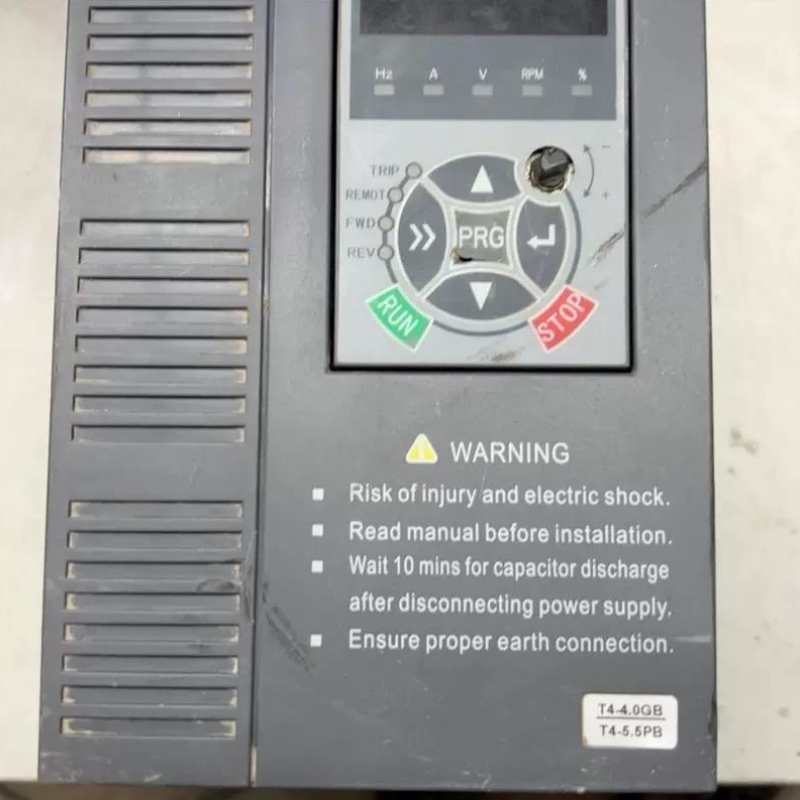 Hz A V RPM %
TRIP
REMOT
FWD
REV
PRG
RUN
STOP
- 
+
WARNING
Risk of injury and electric shock.
Read manual before installation.
Wait 10 mins for capacitor discharge
after disconnecting power supply.
Ensure proper earth connection.
T4-4.0GB
T4-5.5PB